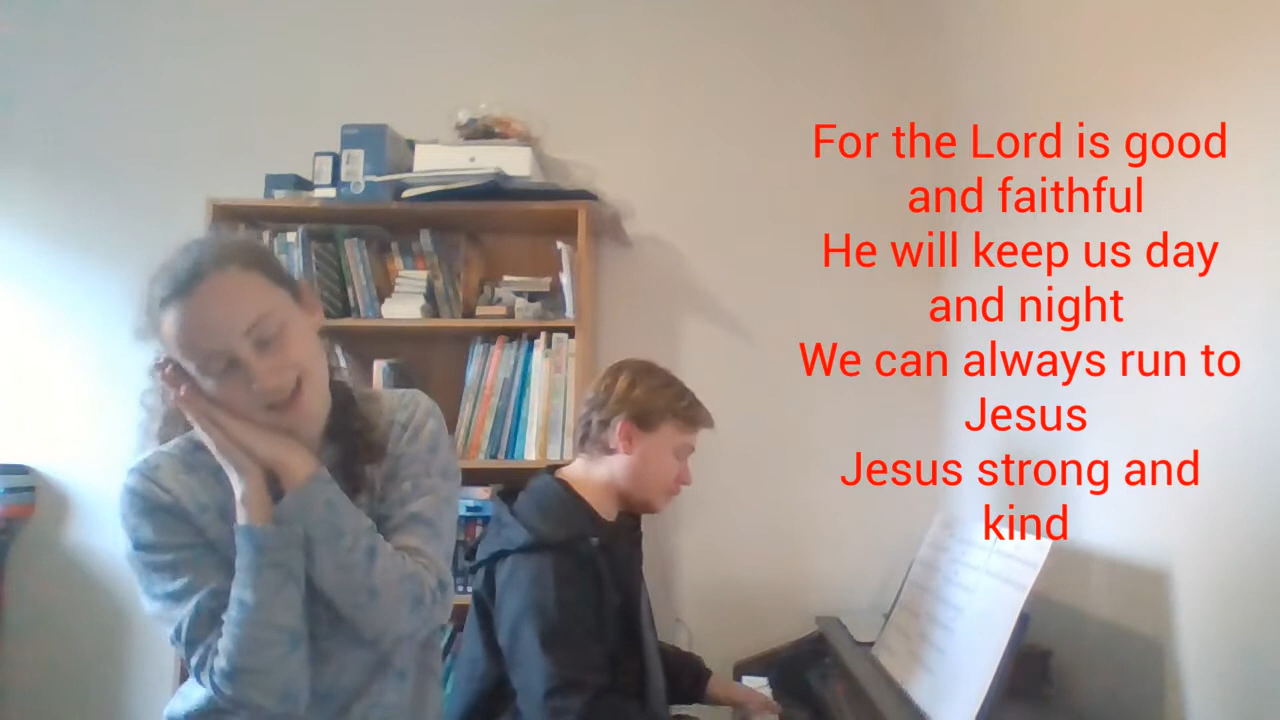 For the Lord is good
and faithful
He will keep us day
and night
We can always run to
Jesus
Jesus strong and
kind